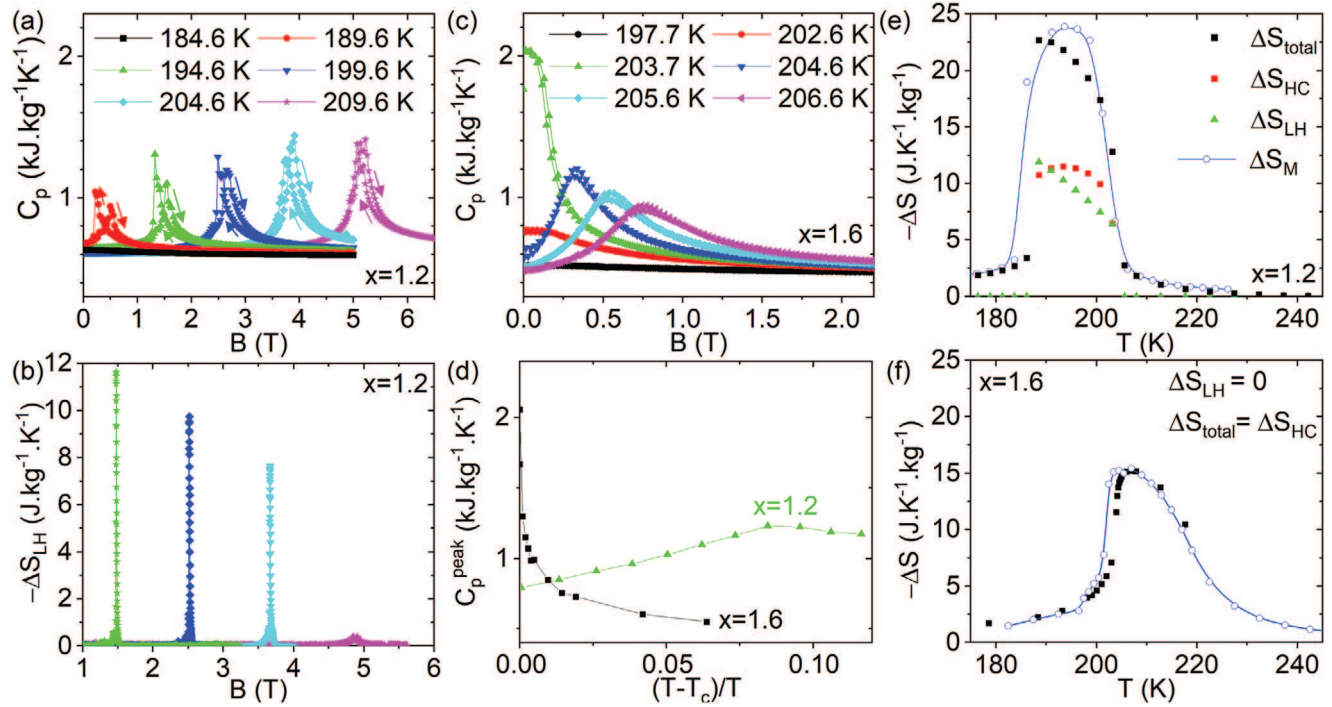 (a)
184.6 K 189.6 K
194.6 K 199.6 K
204.6 K 209.6 K
2
1
Cp (kJ.kg⁻¹K⁻¹)
x=1.2
0 1 2 3 4 5 6
B (T)
(c)
197.7 K 202.6 K
203.7 K 204.6 K
205.6 K 206.6 K
2
1
Cp (kJ.kg⁻¹K⁻¹)
x=1.6
0.0 0.5 1.0 1.5 2.0
B (T)
(e)
25
20
15
10
5
0
−ΔS (J.K⁻¹.kg⁻¹)
ΔS_total
ΔS_HC
ΔS_LH
ΔS_M
x=1.2
180 200 220 240
T (K)
(b)
x=1.2
12
10
8
6
4
2
0
−ΔS_LH (J.kg⁻¹.K⁻¹)
1 2 3 4 5 6
B (T)
(d)
2
1
Cp^peak (kJ.kg⁻¹.K⁻¹)
x=1.2
x=1.6
0.00 0.05 0.10
(T-Tc)/T
(f)
x=1.6
ΔS_LH = 0
ΔS_total= ΔS_HC
25
20
15
10
5
0
−ΔS (J.K⁻¹.kg⁻¹)
180 200 220 240
T (K)